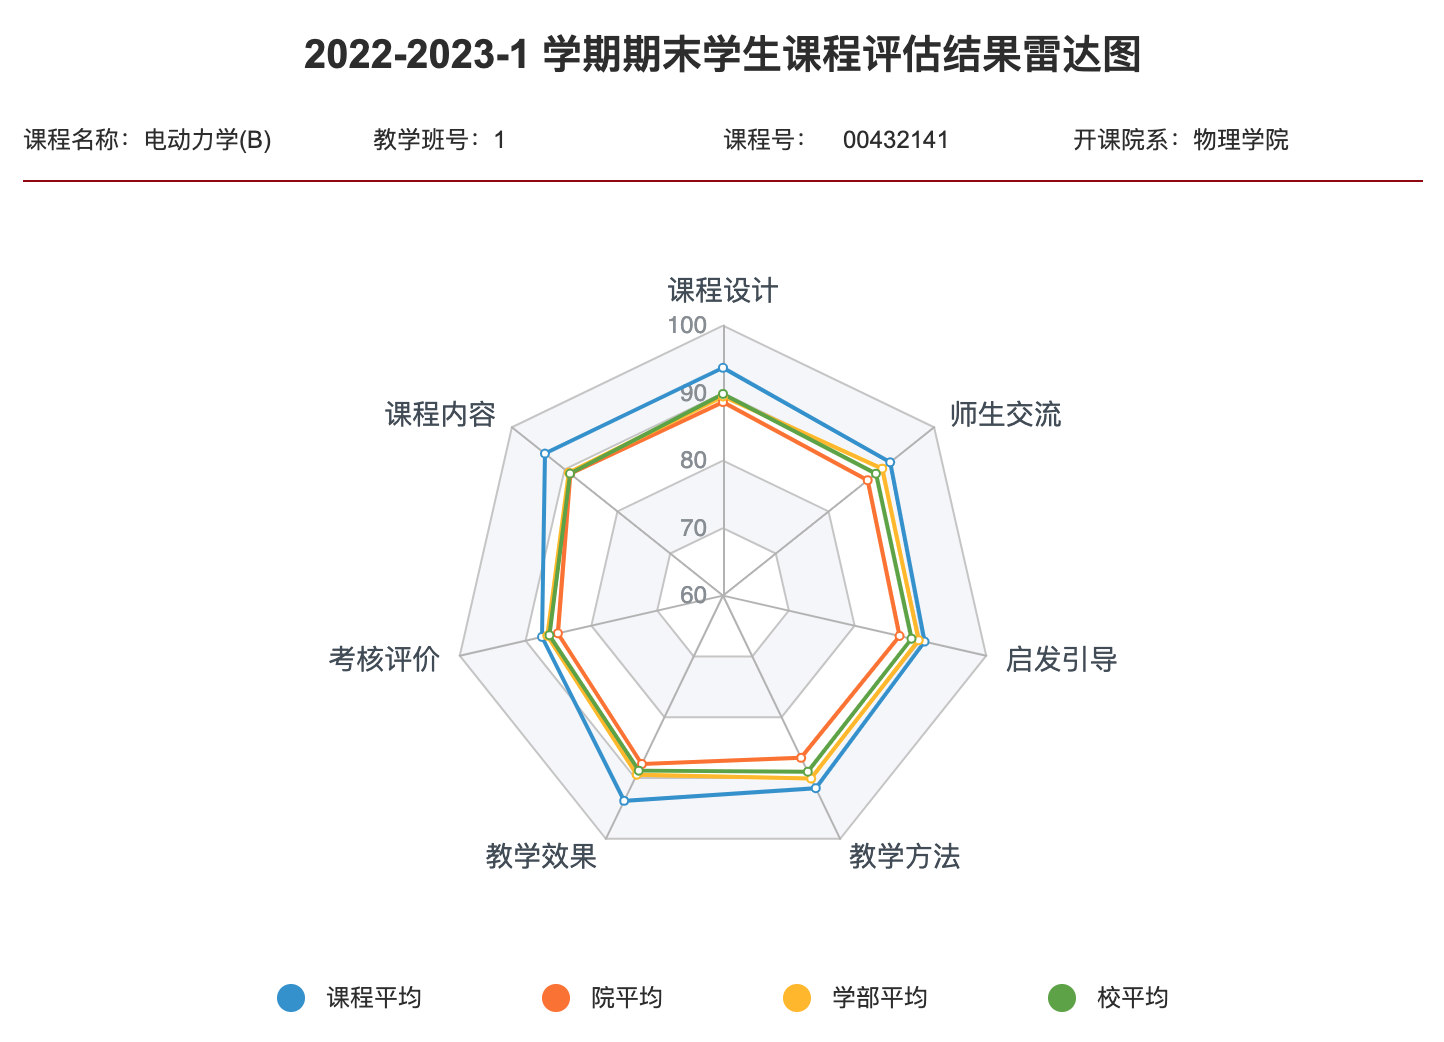 2022-2023-1 学期期末学生课程评估结果雷达图
课程名称：电动力学(B) 教学班号：1 课程号： 00432141 开课院系：物理学院
课程设计
100
90
课程内容
师生交流
80
70
60
考核评价
启发引导
教学效果
教学方法
课程平均 院平均 学部平均 校平均